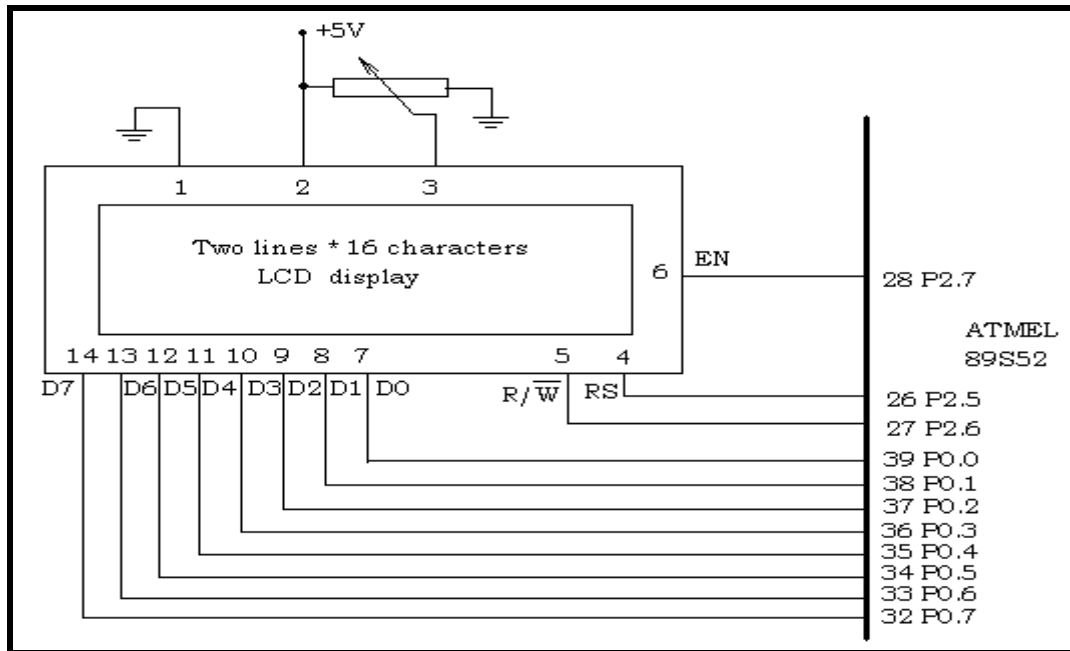 +5V
1 2 3
Two lines * 16 characters
LCD display
6
EN
28 P2.7
ATMEL
89S52
14 13 12 11 10 9 8 7 5 4
D7 D6 D5 D4 D3 D2 D1 D0 R/W̅ RS
26 P2.5
27 P2.6
39 P0.0
38 P0.1
37 P0.2
36 P0.3
35 P0.4
34 P0.5
33 P0.6
32 P0.7